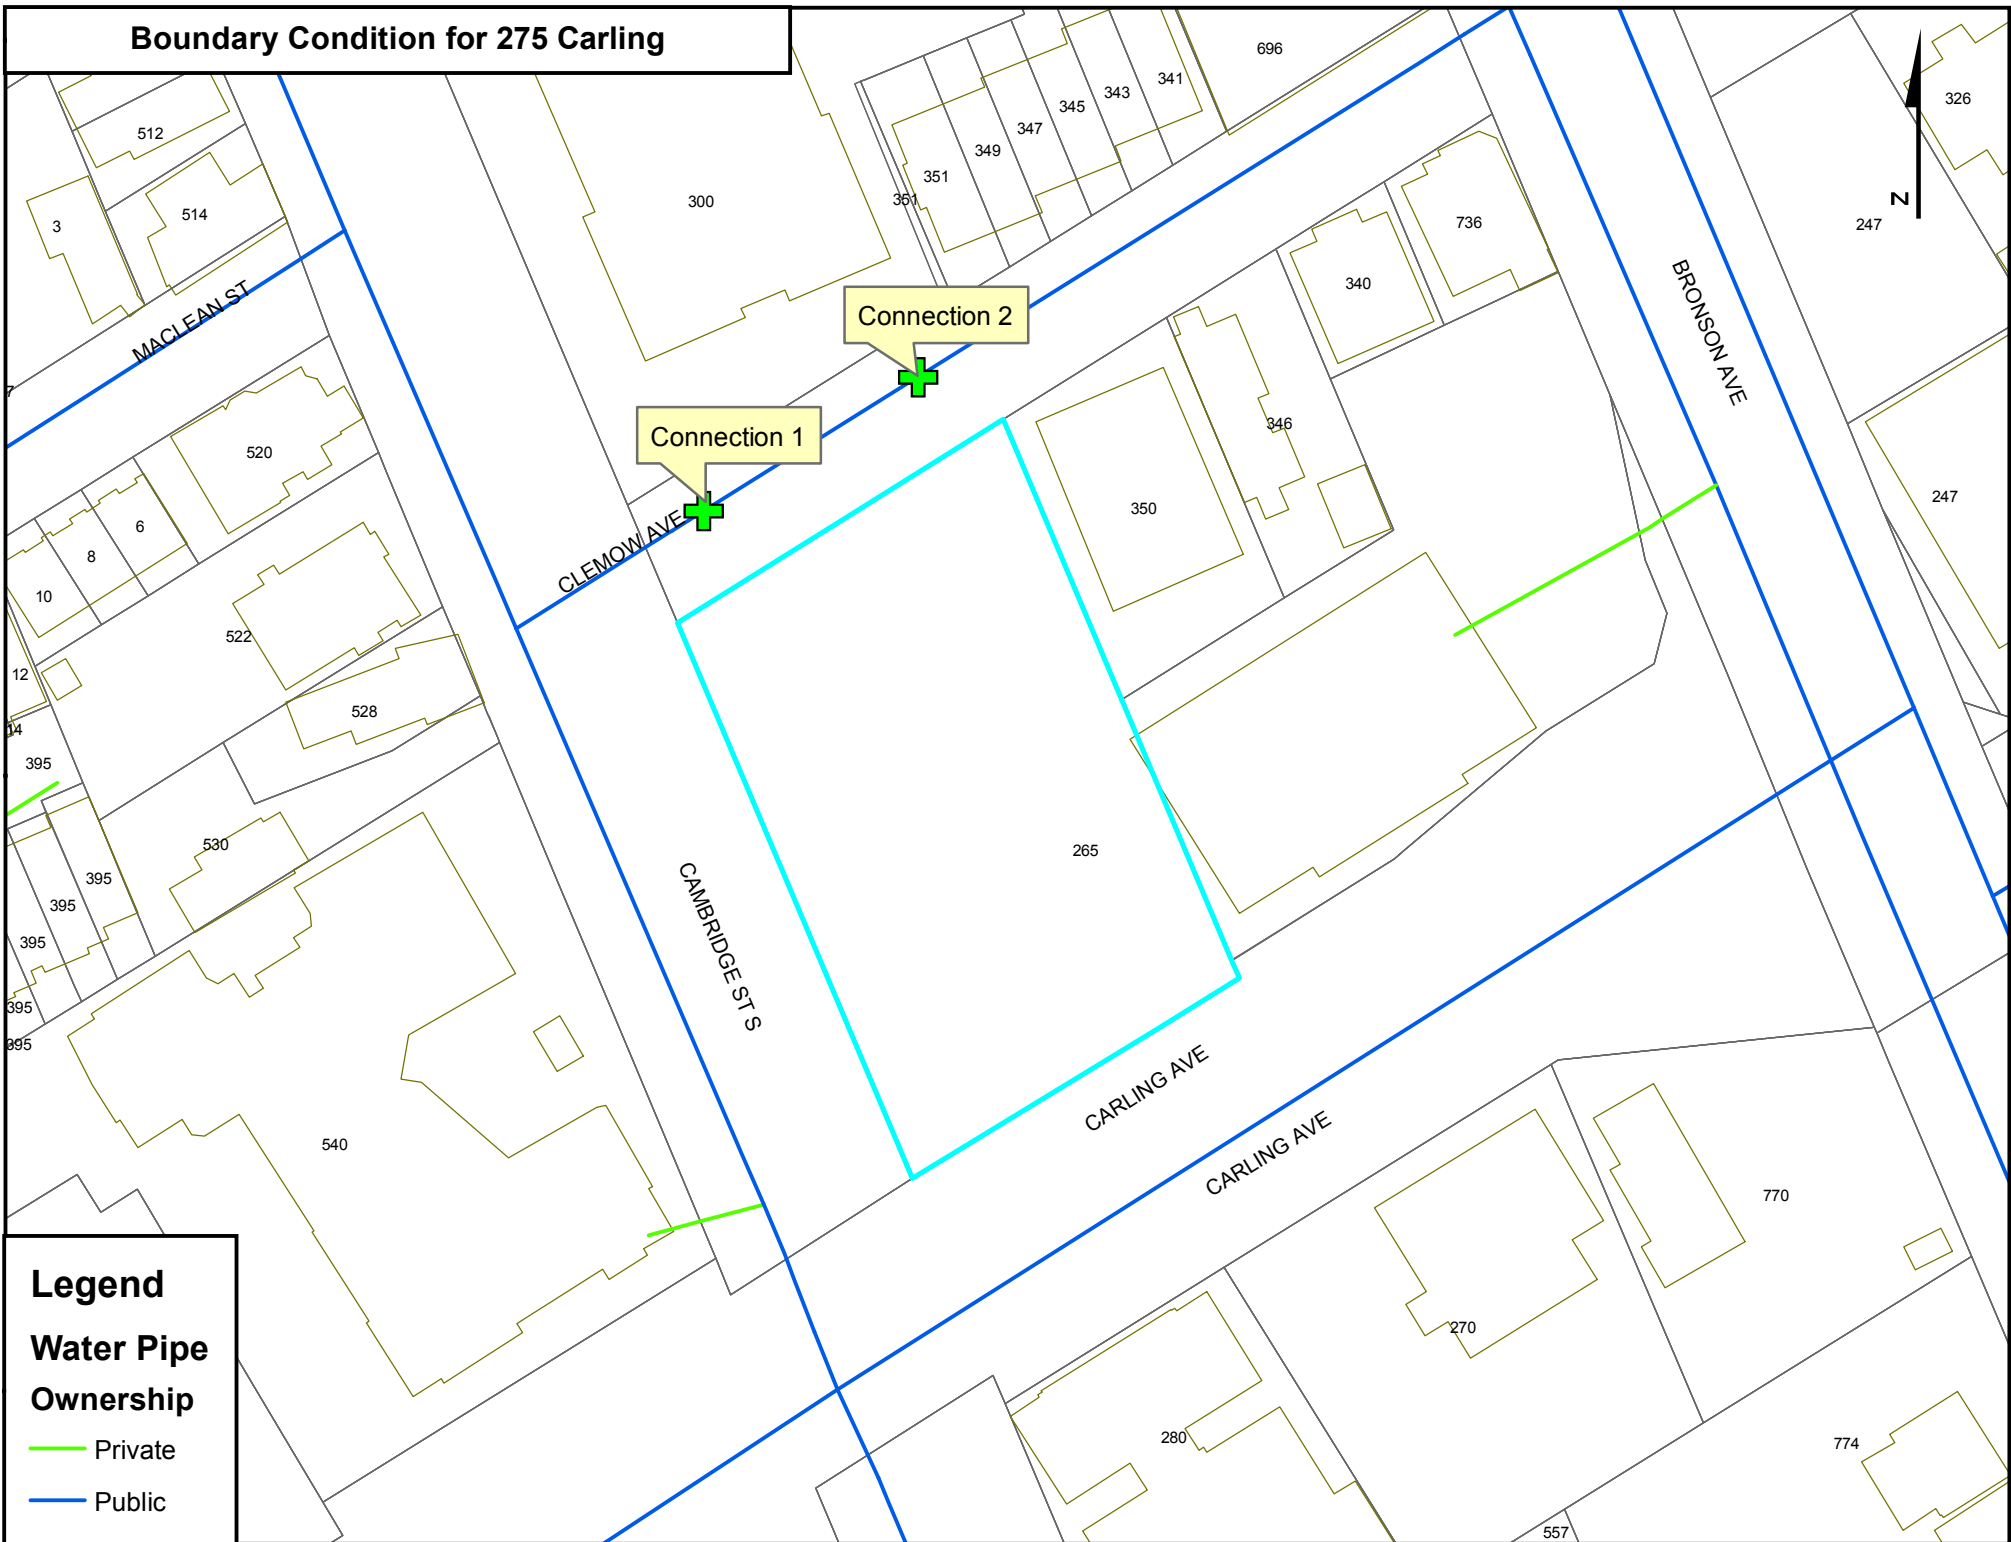 Boundary Condition for 275 Carling
696
326
512
341
343
345
347
349
351
351
300
514
3
736
247
N
340
BRONSON AVE
MACLEAN ST
Connection 2
7
346
Connection 1
520
350
247
CLEMOW AVE
6
8
10
522
12
528
14
395
530
265
395
395
395
395
395
CAMBRIDGE ST S
CARLING AVE
CARLING AVE
540
770
270
280
774
557
Legend
Water Pipe
Ownership
Private
Public